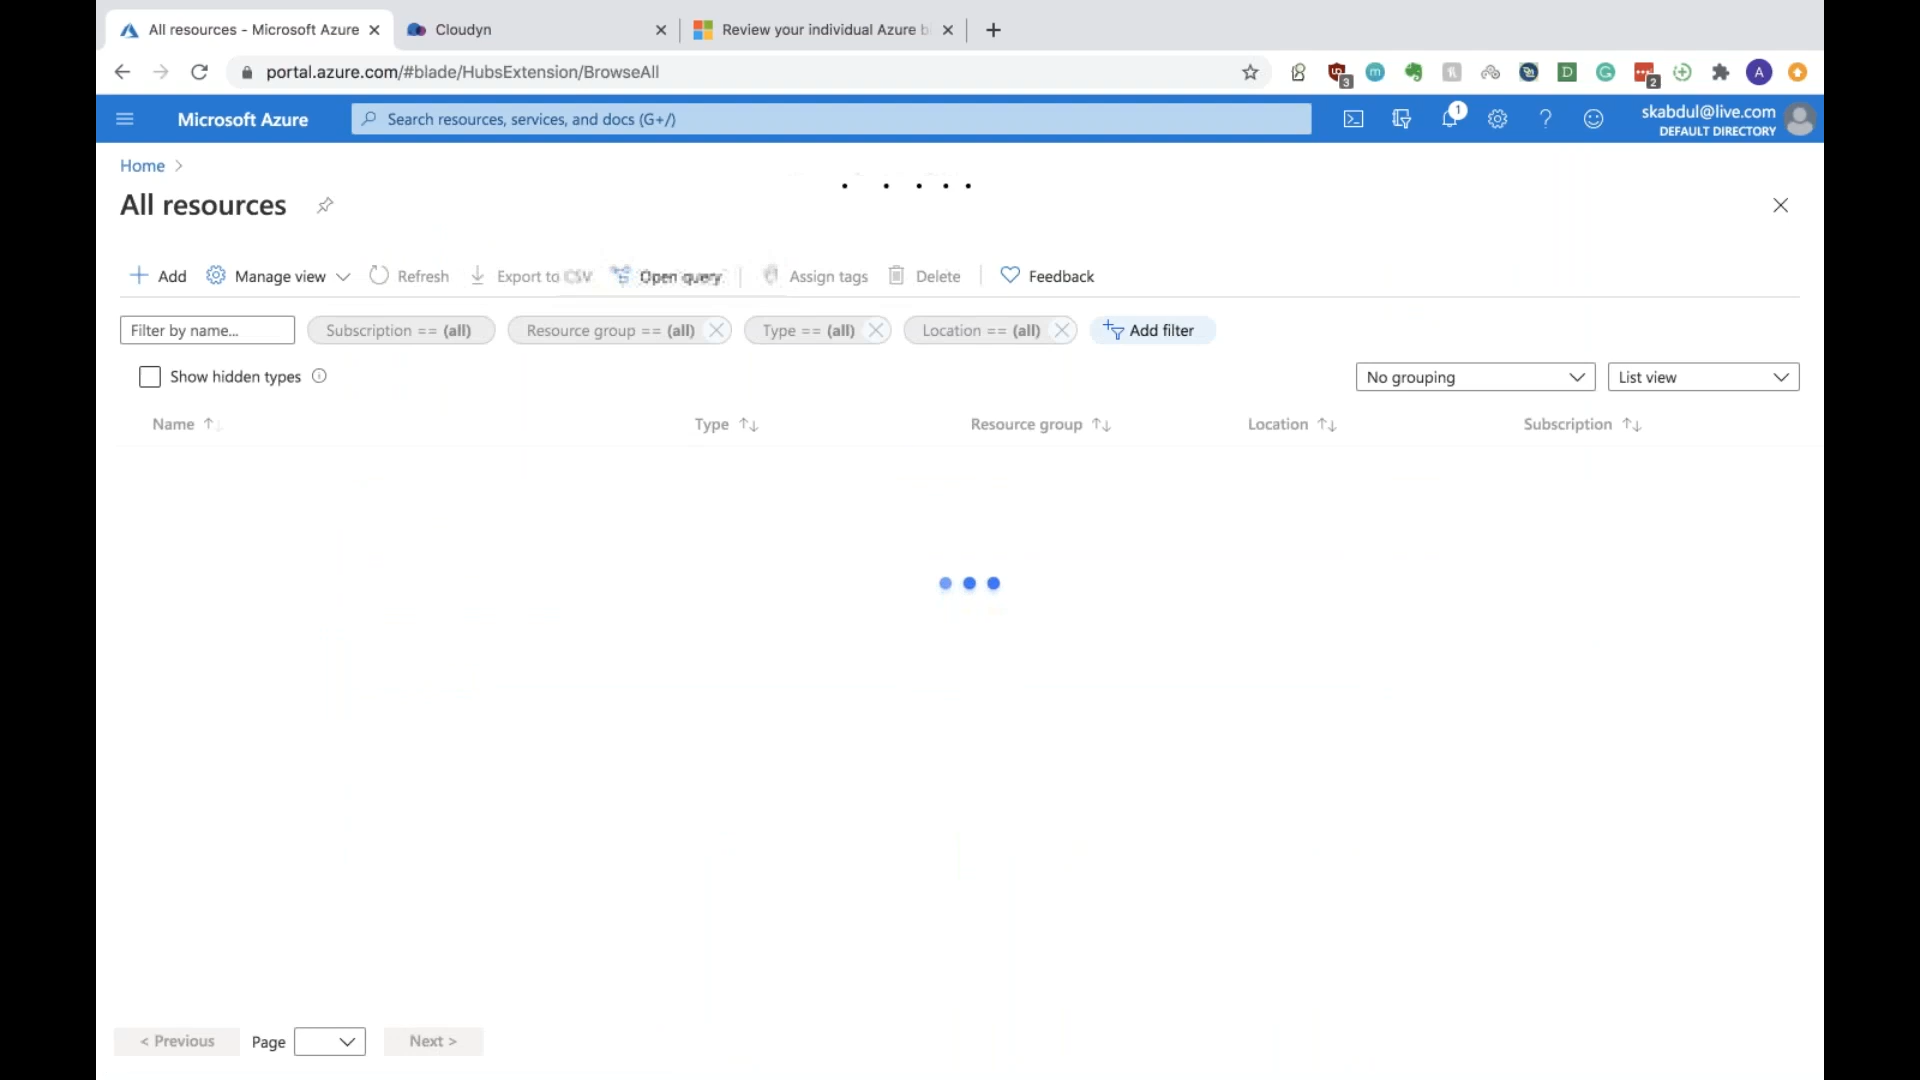 All resources - Microsoft Azure
Cloudyn
Review your individual Azure b
portal.azure.com/#blade/HubsExtension/BrowseAll
3
m
D
2
A
Microsoft Azure
Search resources, services, and docs (G+/)
1
skabdul@live.com
DEFAULT DIRECTORY
Home
All resources
Add
Manage view
Refresh
Export to CSV
Open query
Assign tags
Delete
Feedback
Filter by name...
Subscription == (all)
Resource group == (all)
Type == (all)
Location == (all)
Add filter
Show hidden types
No grouping
List view
Name
Type
Resource group
Location
Subscription
< Previous
Page
Next >